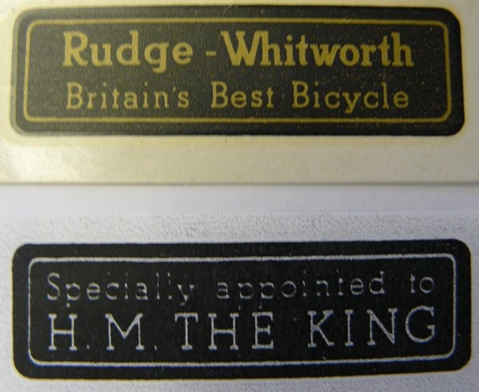 Rudge-Whitworth
Britain's Best Bicycle
Specially appointed to
H.M. THE KING